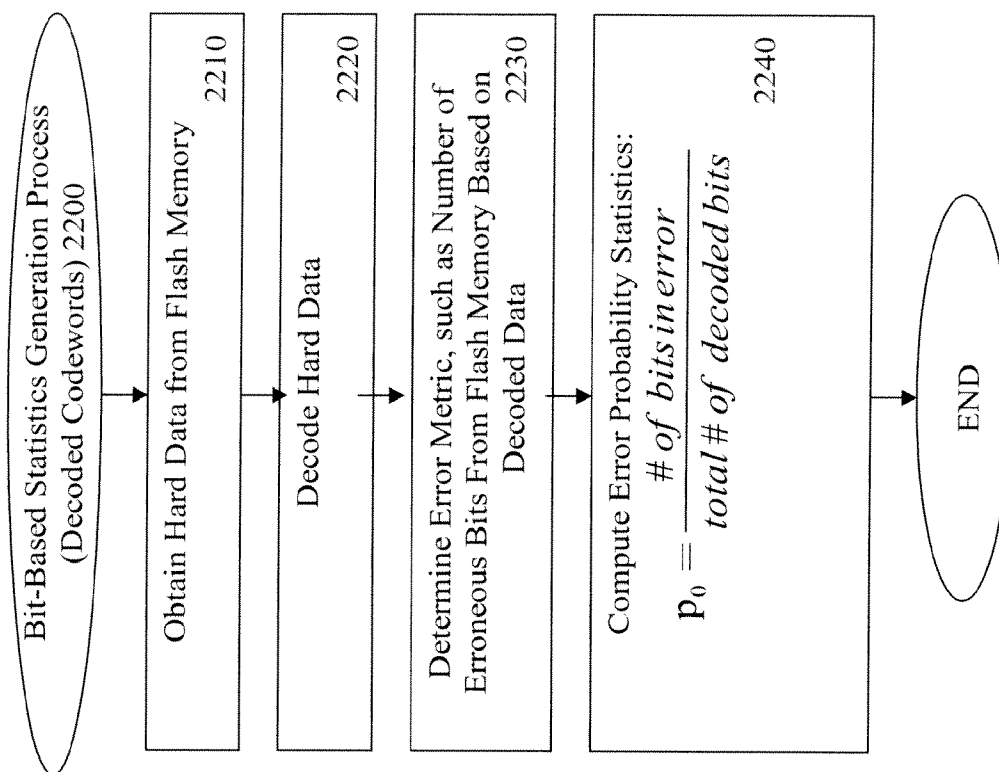 Bit-Based Statistics Generation Process
(Decoded Codewords) 2200
Obtain Hard Data from Flash Memory
2210
Decode Hard Data
2220
Determine Error Metric, such as Number of
Erroneous Bits From Flash Memory Based on
Decoded Data
2230
Compute Error Probability Statistics:
p₀ = # of bits in error
total # of decoded bits
2240
END